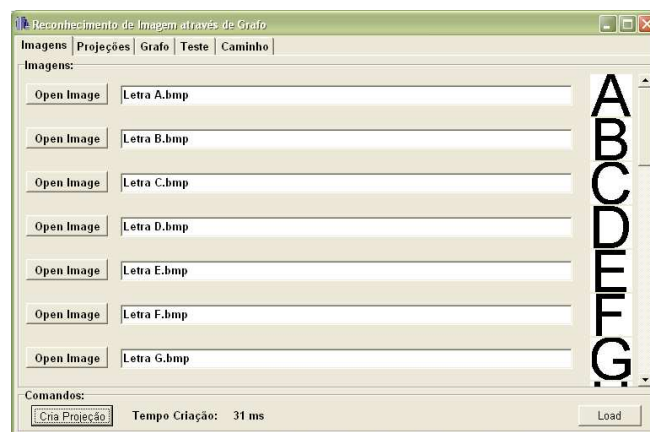 Reconhecimento de Imagem através de Grafo
Imagens Projeções Grafo Teste Caminho
Imagens:
Open Image Letra A.bmp A
Open Image Letra B.bmp B
Open Image Letra C.bmp C
Open Image Letra D.bmp D
Open Image Letra E.bmp E
Open Image Letra F.bmp F
Open Image Letra G.bmp G
Comandos:
Cria Projeção Tempo Criação: 31 ms Load